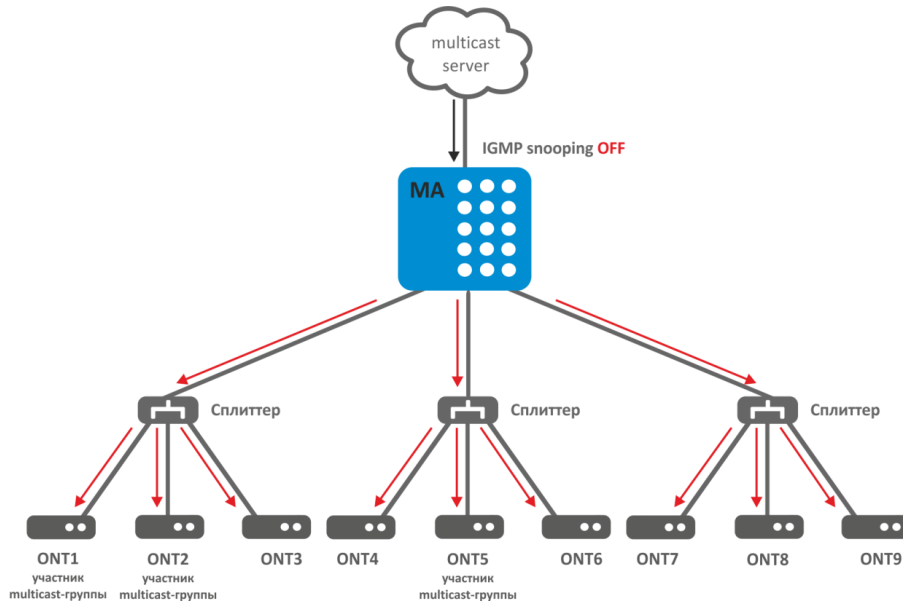 multicast
server
IGMP snooping OFF
MA
Сплиттер
Сплиттер
Сплиттер
ONT1
участник
multicast-группы
ONT2
участник
multicast-группы
ONT3
ONT4
ONT5
участник
multicast-группы
ONT6
ONT7
ONT8
ONT9